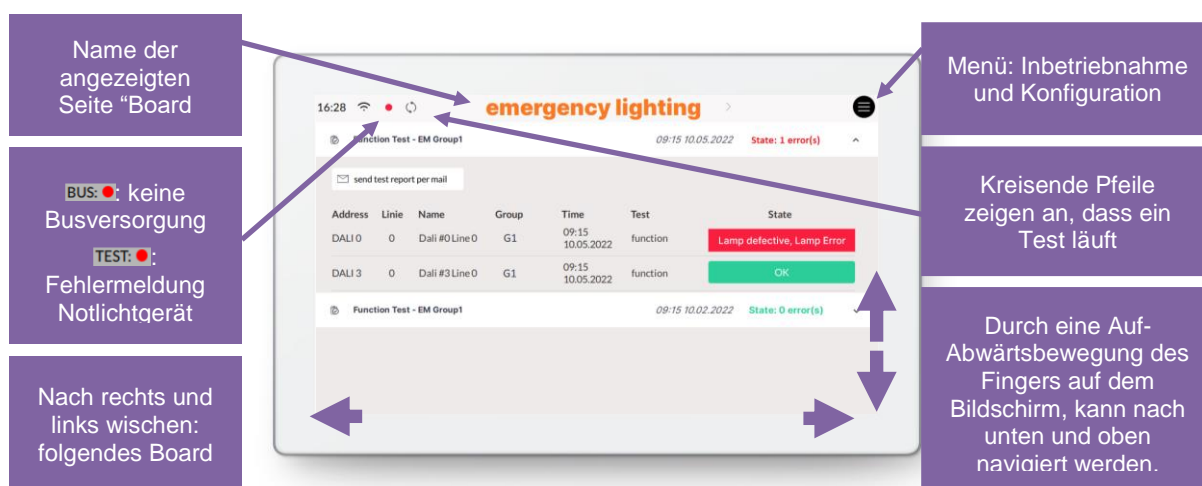 Name der
angezeigten
Seite “Board
BUS: : keine
Busversorgung
TEST: :
Fehlermeldung
Notlichtgerät
Nach rechts und
links wischen:
folgendes Board
16:28
emergency lighting
Function Test - EM Group1
09:15 10.05.2022
State: 1 error(s)
send test report per mail
Address Linie Name Group Time Test State
DALI 0 0 Dali #0 Line 0 G1 09:15 function Lamp defective, Lamp Error
10.05.2022
DALI 3 0 Dali #3 Line 0 G1 09:15 function OK
10.05.2022
Function Test - EM Group1
09:15 10.02.2022
State: 0 error(s)
Menü: Inbetriebnahme
und Konfiguration
Kreisende Pfeile
zeigen an, dass ein
Test läuft
Durch eine Auf-
Abwärtsbewegung des
Fingers auf dem
Bildschirm, kann nach
unten und oben
navigiert werden.